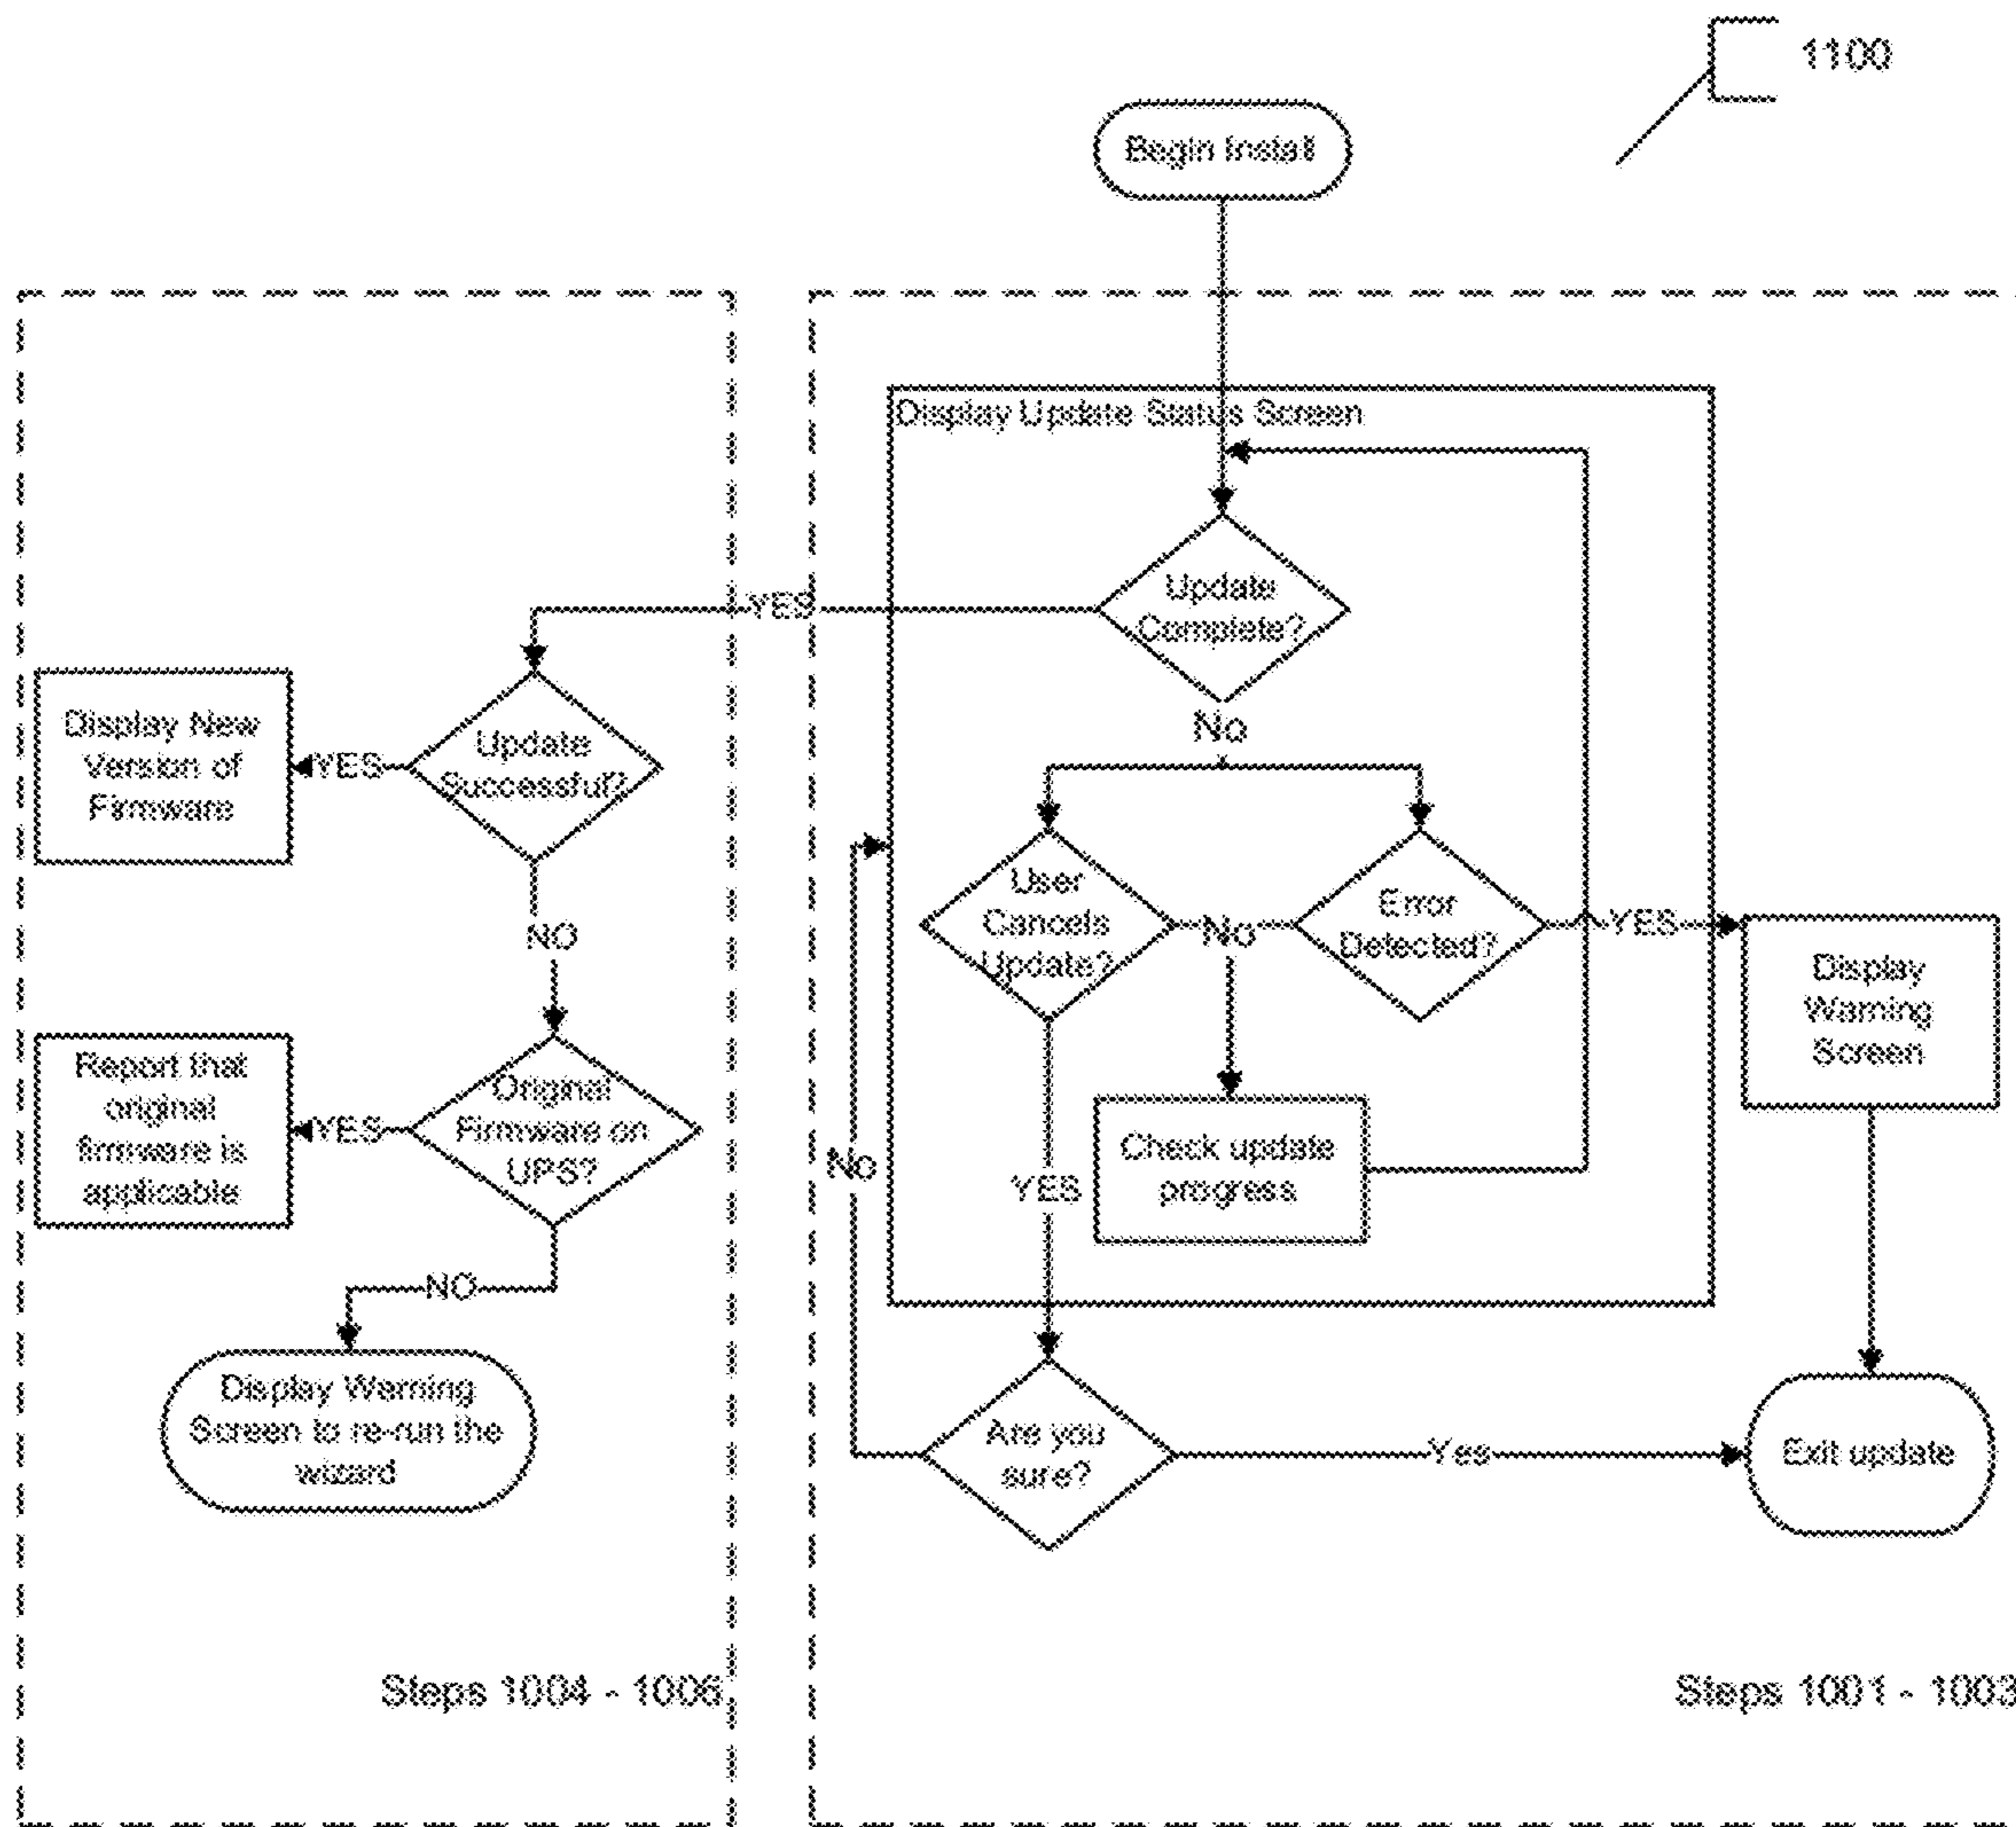 1100
Begin Install
Display Update Status Screen
Update
Complete?
YES
No
Update
Successful?
YES
Display New
Version of
Firmware
NO
Original
Firmware on
UPS?
YES
Report that
original
firmware is
applicable
NO
Display Warning
Screen to re-run the
wizard
User
Cancels
Update?
No
Error
Detected?
YES
Display
Warning
Screen
Check update
progress
YES
No
Are you
sure?
Yes
Exit update
Steps 1004 - 1006
Steps 1001 - 1003